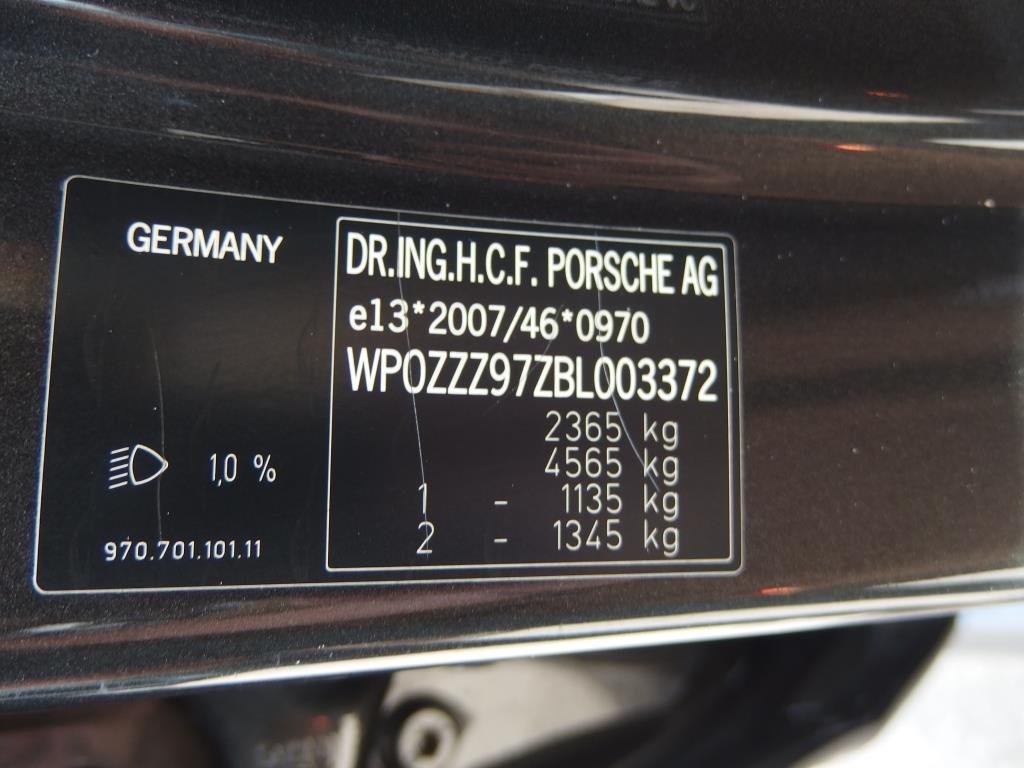 GERMANY
DR.ING.H.C.F. PORSCHE AG
e13*2007/46*0970
WP0ZZZ97ZBL003372
2365 kg
4565 kg
1 - 1135 kg
2 - 1345 kg
1,0 %
970.701.101.11